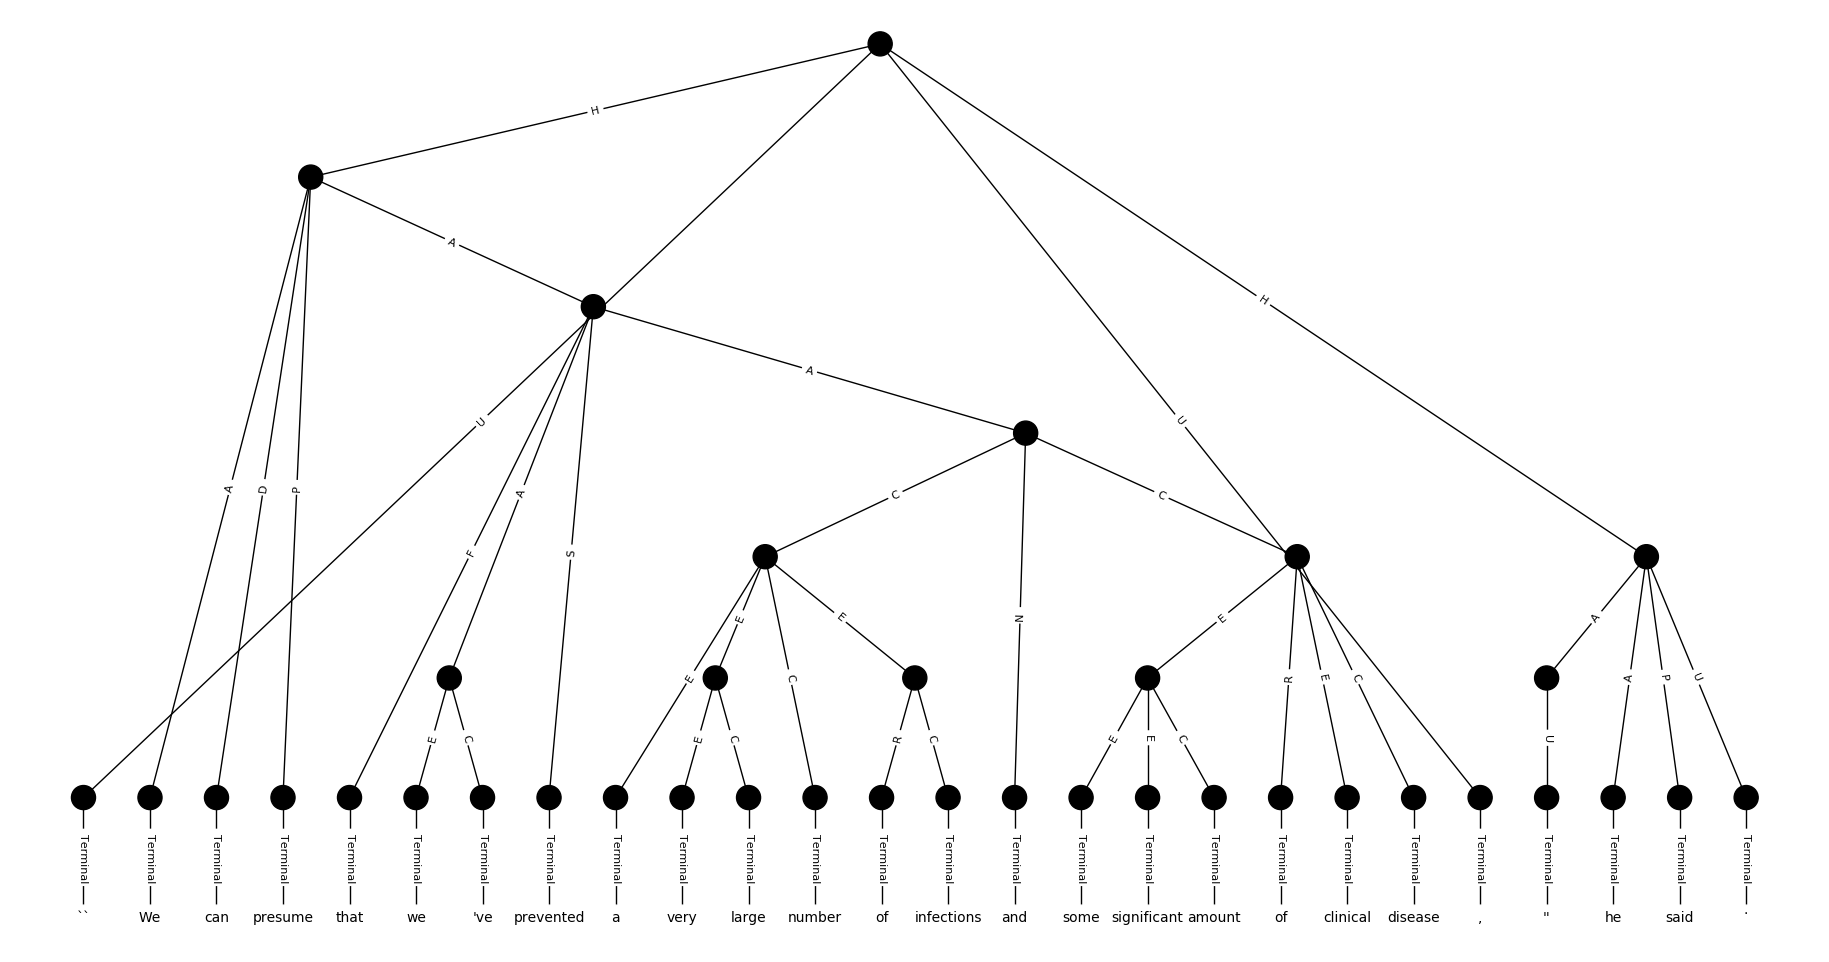 H
A
H
A
U
U
C
C
A
D
P
F
A
S
N
E
E
C
E
E
R
E
C
A
A
P
U
E
C
E
C
R
C
E
E
C
U
Terminal Terminal Terminal Terminal Terminal Terminal Terminal Terminal Terminal Terminal Terminal Terminal Terminal Terminal Terminal Terminal Terminal Terminal Terminal Terminal Terminal Terminal Terminal Terminal Terminal Terminal
`` We can presume that we 've prevented a very large number of infections and some significant amount of clinical disease , " he said .